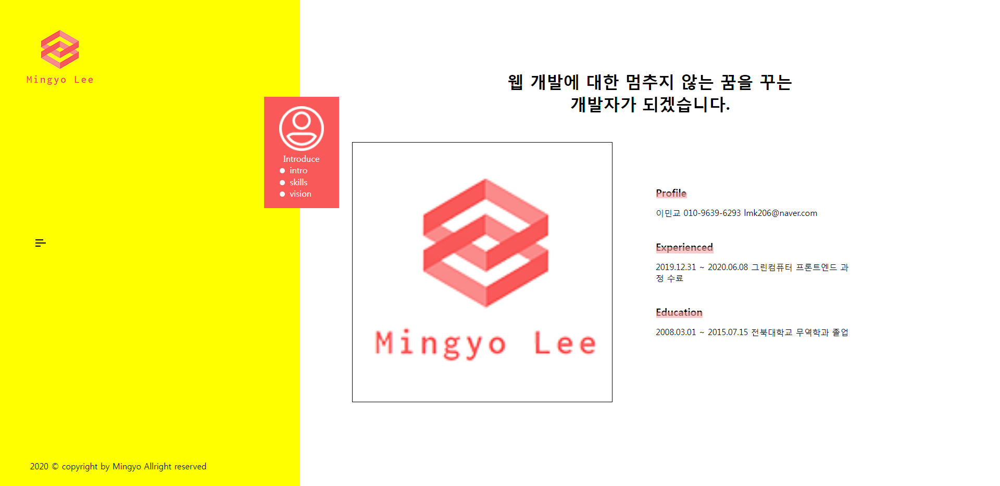 Mingyo Lee
웹 개발에 대한 멈추지 않는 꿈을 꾸는
개발자가 되겠습니다.
Introduce
intro
skills
vision
Mingyo Lee
Profile
이민교 010-9639-6293 lmk206@naver.com
Experienced
2019.12.31 ~ 2020.06.08 그린컴퓨터 프론트엔드 과
정 수료
Education
2008.03.01 ~ 2015.07.15 전북대학교 무역학과 졸업
2020 © copyright by Mingyo Allright reserved